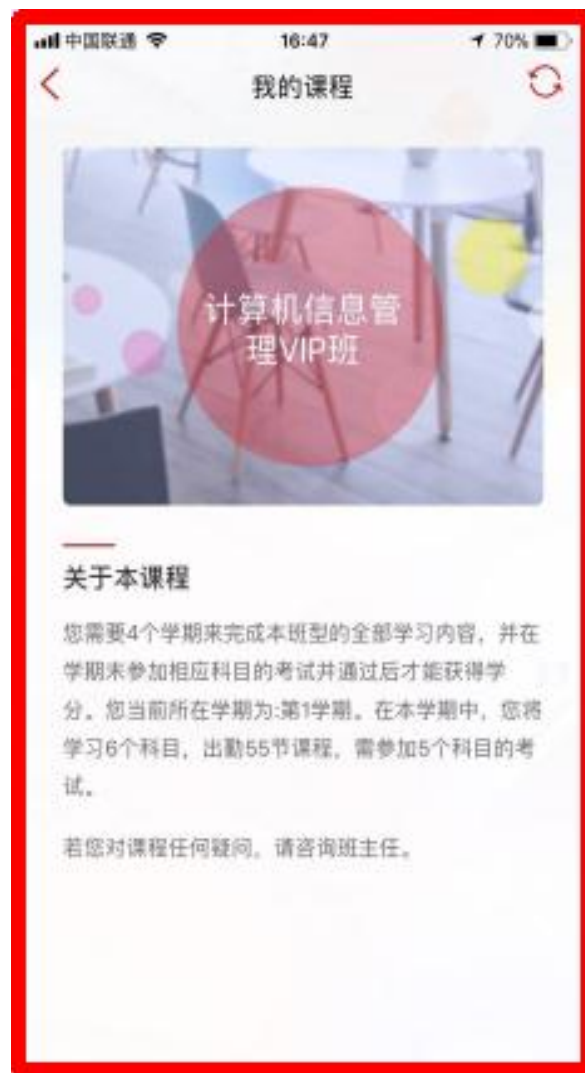 中国联通 16:47 70%
我的课程
计算机信息管
理VIP班
关于本课程
您需要4个学期来完成本班型的全部学习内容，并在
学期末参加相应科目的考试并通过后才能获得学
分。您当前所在学期为:第1学期。在本学期中，您将
学习6个科目，出勤55节课程，需参加5个科目的考
试。
若您对课程任何疑问，请咨询班主任。